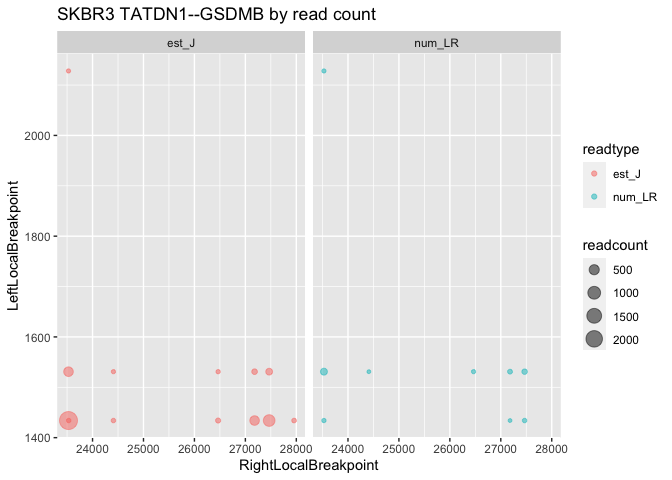 SKBR3 TATDN1--GSDMB by read count
est_J
num_LR
2000
1800
1600
1400
LeftLocalBreakpoint
24000 25000 26000 27000 28000
24000 25000 26000 27000 28000
RightLocalBreakpoint
readtype
est_J
num_LR
readcount
500
1000
1500
2000